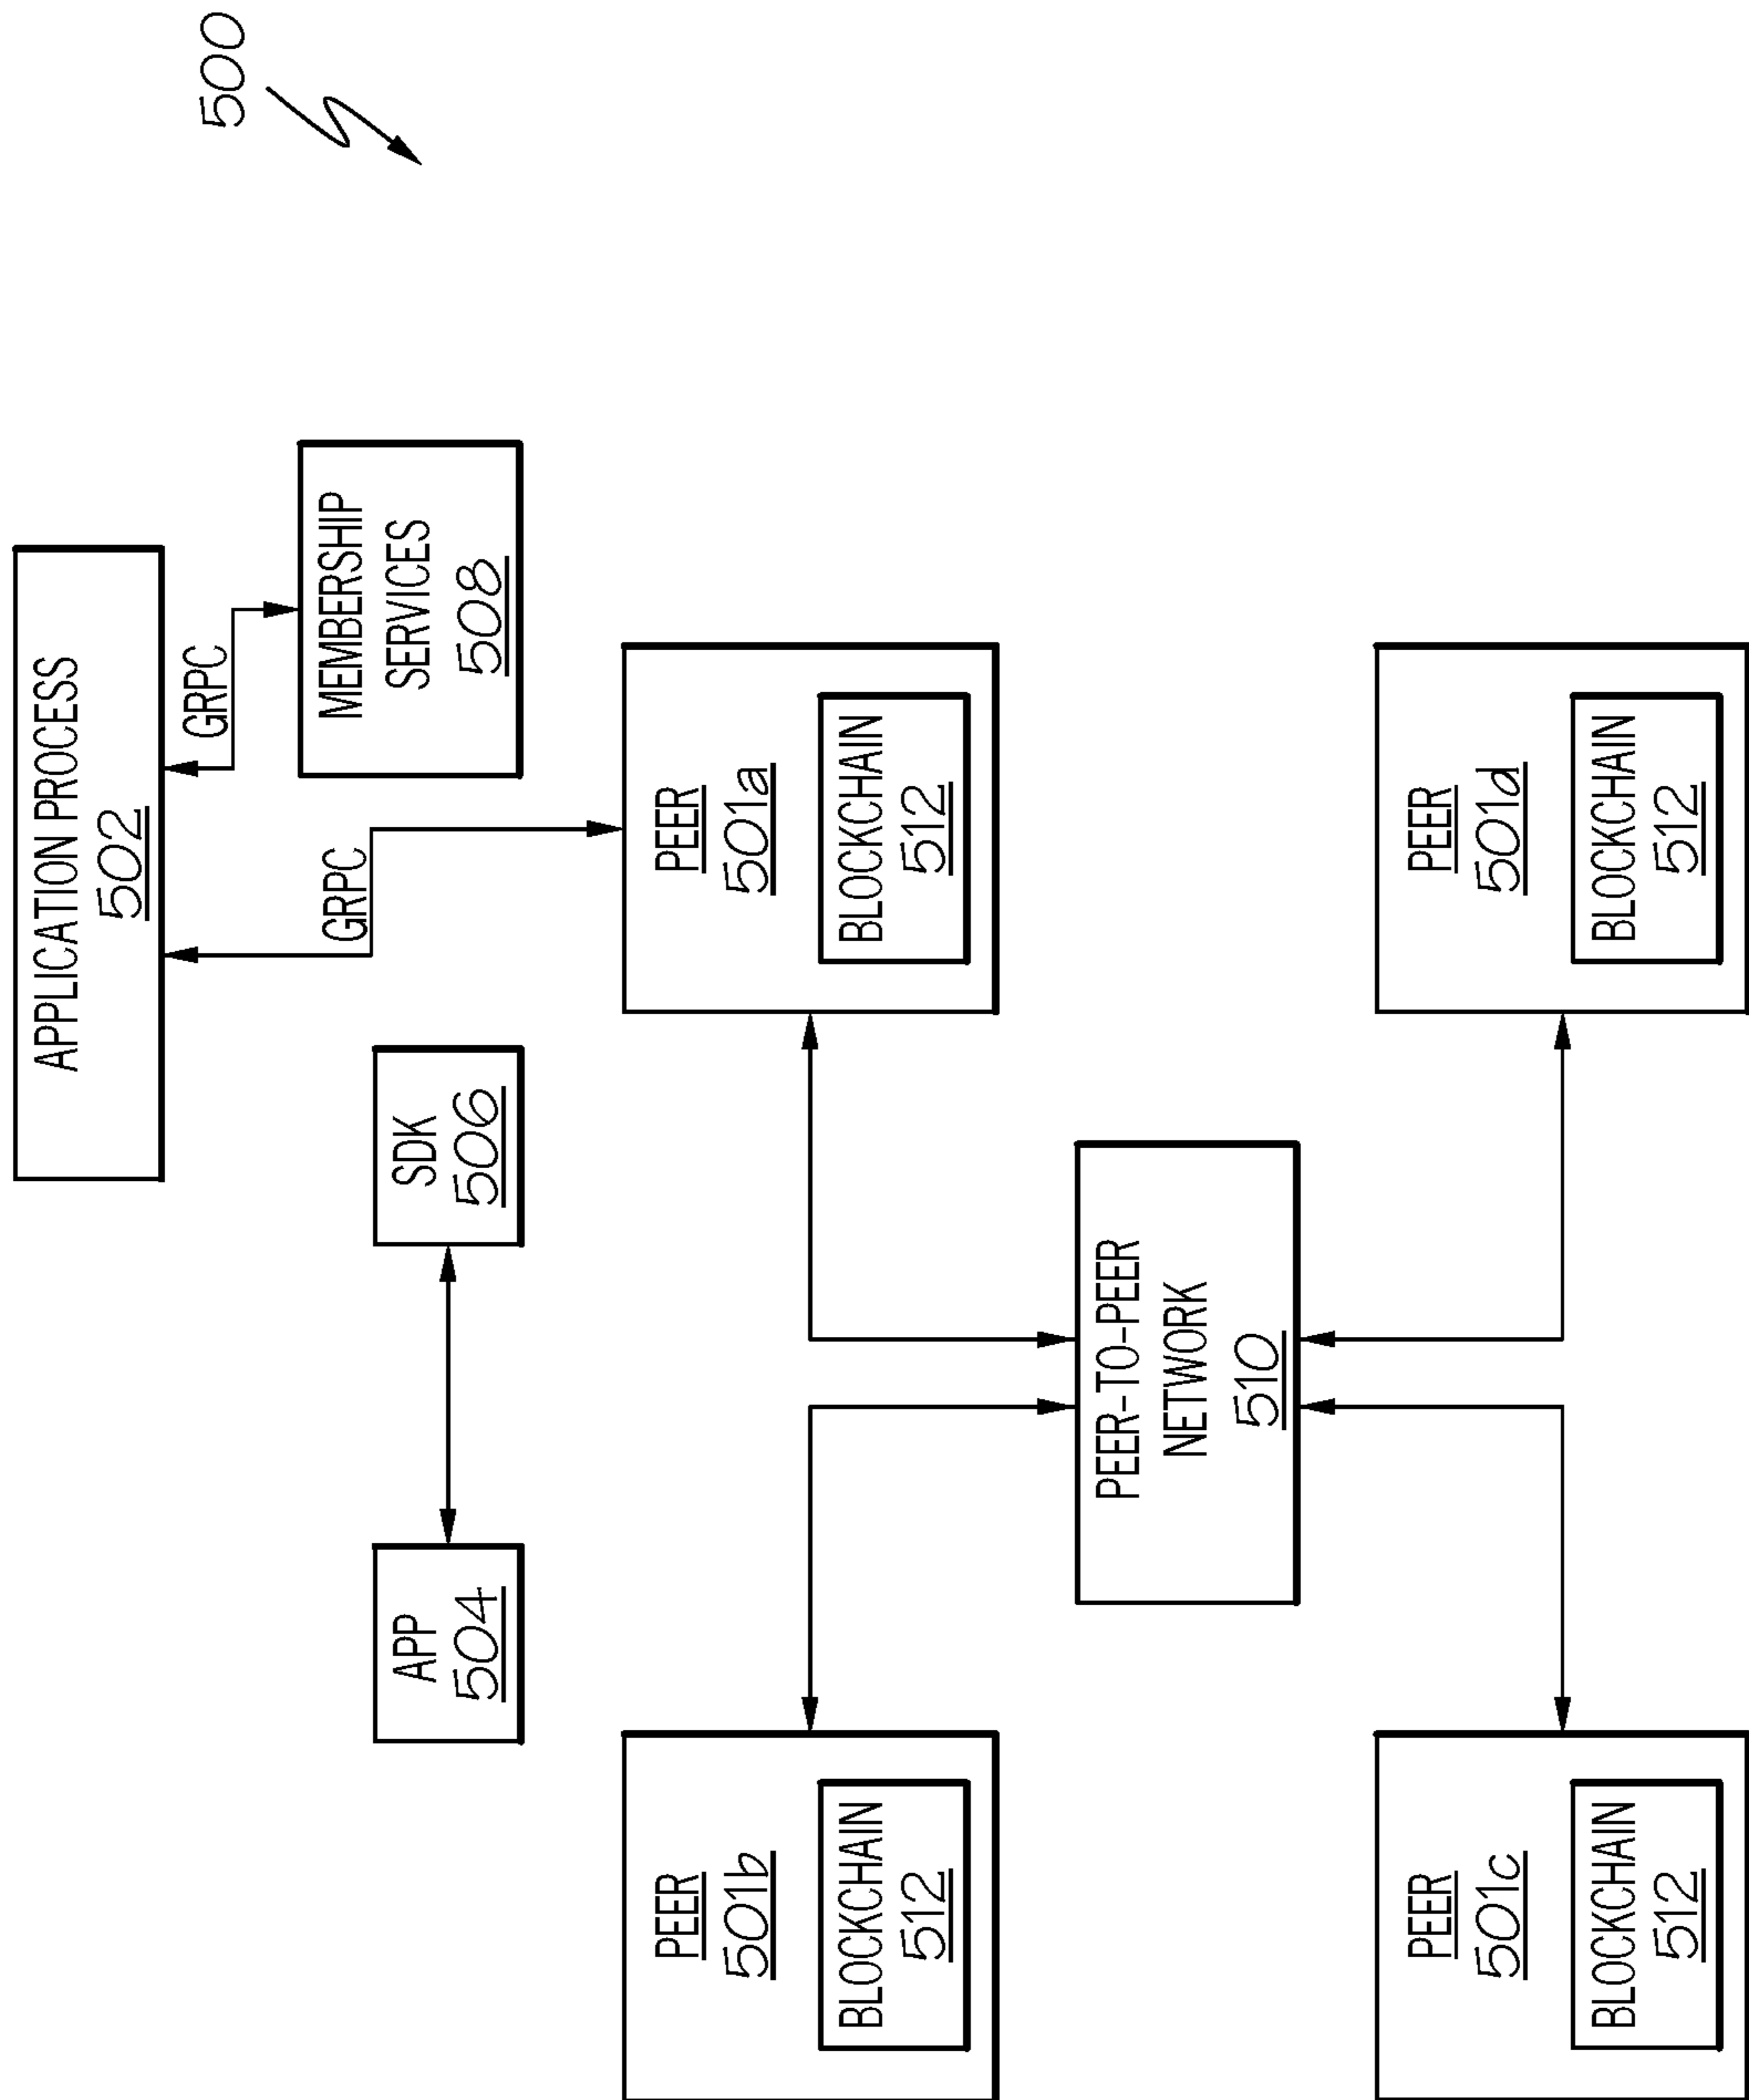 500
APPLICATION PROCESS
502
GRPC
GRPC
MEMBERSHIP
SERVICES
508
APP
504
SDK
506
PEER
501b
BLOCKCHAIN
512
PEER
501a
BLOCKCHAIN
512
PEER-TO-PEER
NETWORK
510
PEER
501c
BLOCKCHAIN
512
PEER
501d
BLOCKCHAIN
512